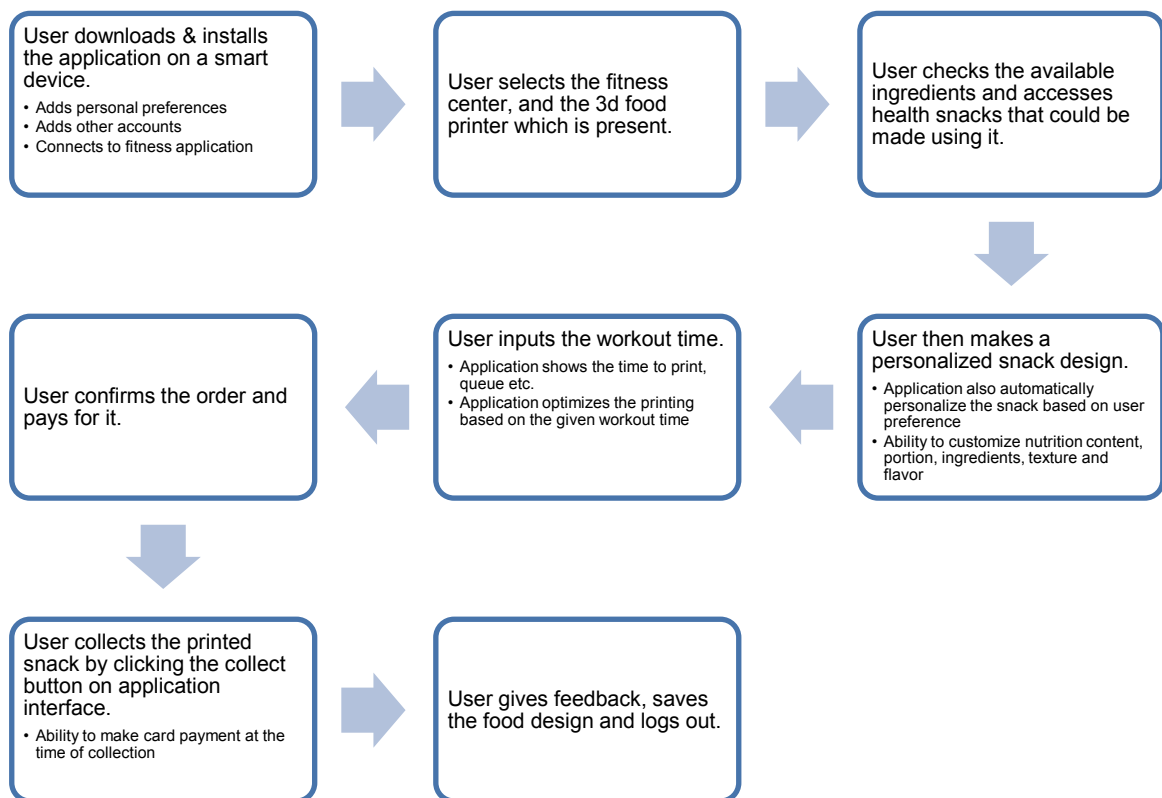 User downloads & installs
the application on a smart
device.
• Adds personal preferences
• Adds other accounts
• Connects to fitness application
User selects the fitness
center, and the 3d food
printer which is present.
User checks the available
ingredients and accesses
health snacks that could be
made using it.
User then makes a
personalized snack design.
• Application also automatically
personalize the snack based on user
preference
• Ability to customize nutrition content,
portion, ingredients, texture and
flavor
User inputs the workout time.
• Application shows the time to print,
queue etc.
• Application optimizes the printing
based on the given workout time
User confirms the order and
pays for it.
User collects the printed
snack by clicking the collect
button on application
interface.
• Ability to make card payment at the
time of collection
User gives feedback, saves
the food design and logs out.